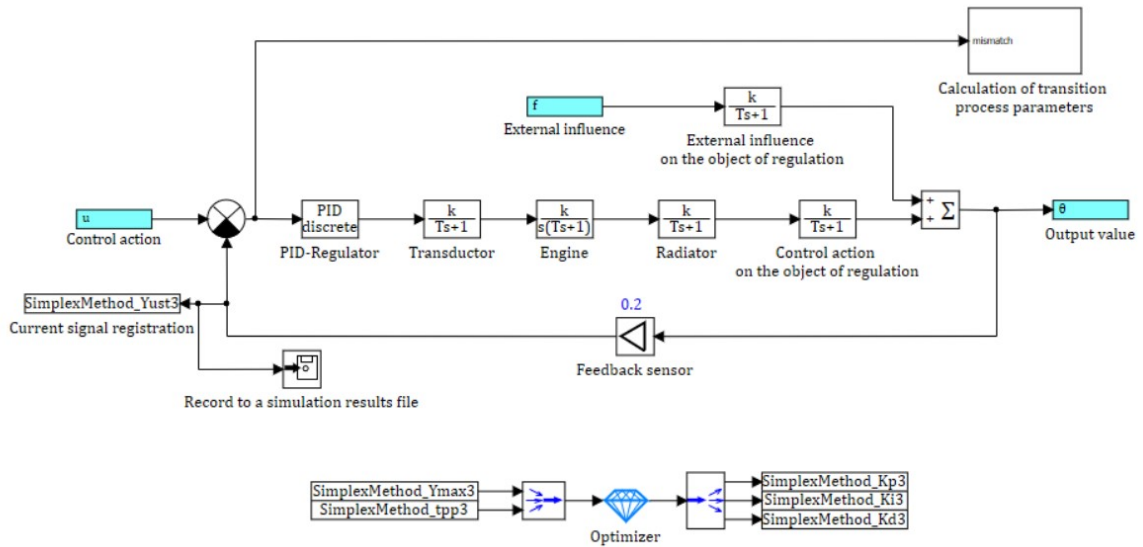 mismatch
Calculation of transition
process parameters
f
External influence
k
Ts+1
External influence
on the object of regulation
u
Control action
PID
discrete
PID-Regulator
k
Ts+1
Transductor
k
s(Ts+1)
Engine
k
Ts+1
Radiator
k
Ts+1
Control action
on the object of regulation
+
+
Σ
θ
Output value
SimplexMethod_Yust3
Current signal registration
0.2
Feedback sensor
Record to a simulation results file
SimplexMethod_Ymax3
SimplexMethod_tpp3
Optimizer
SimplexMethod_Kp3
SimplexMethod_Ki3
SimplexMethod_Kd3